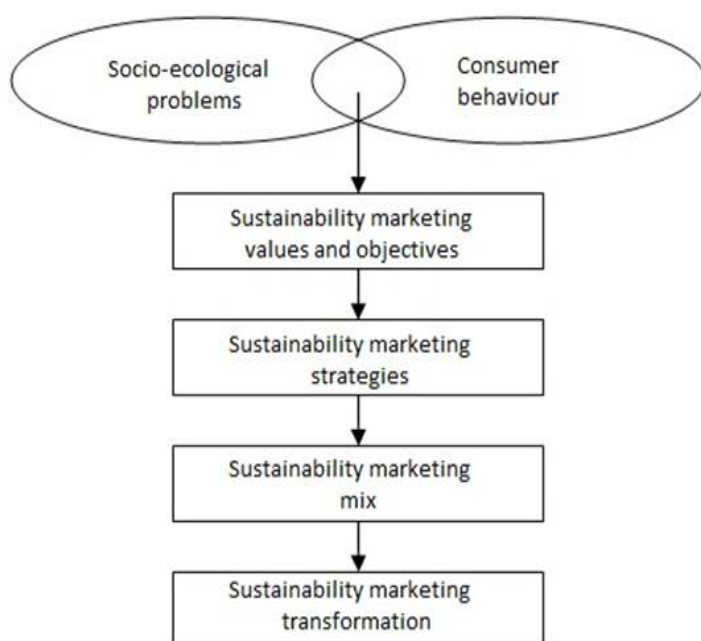 Socio-ecological
problems
Consumer
behaviour
Sustainability marketing
values and objectives
Sustainability marketing
strategies
Sustainability marketing
mix
Sustainability marketing
transformation